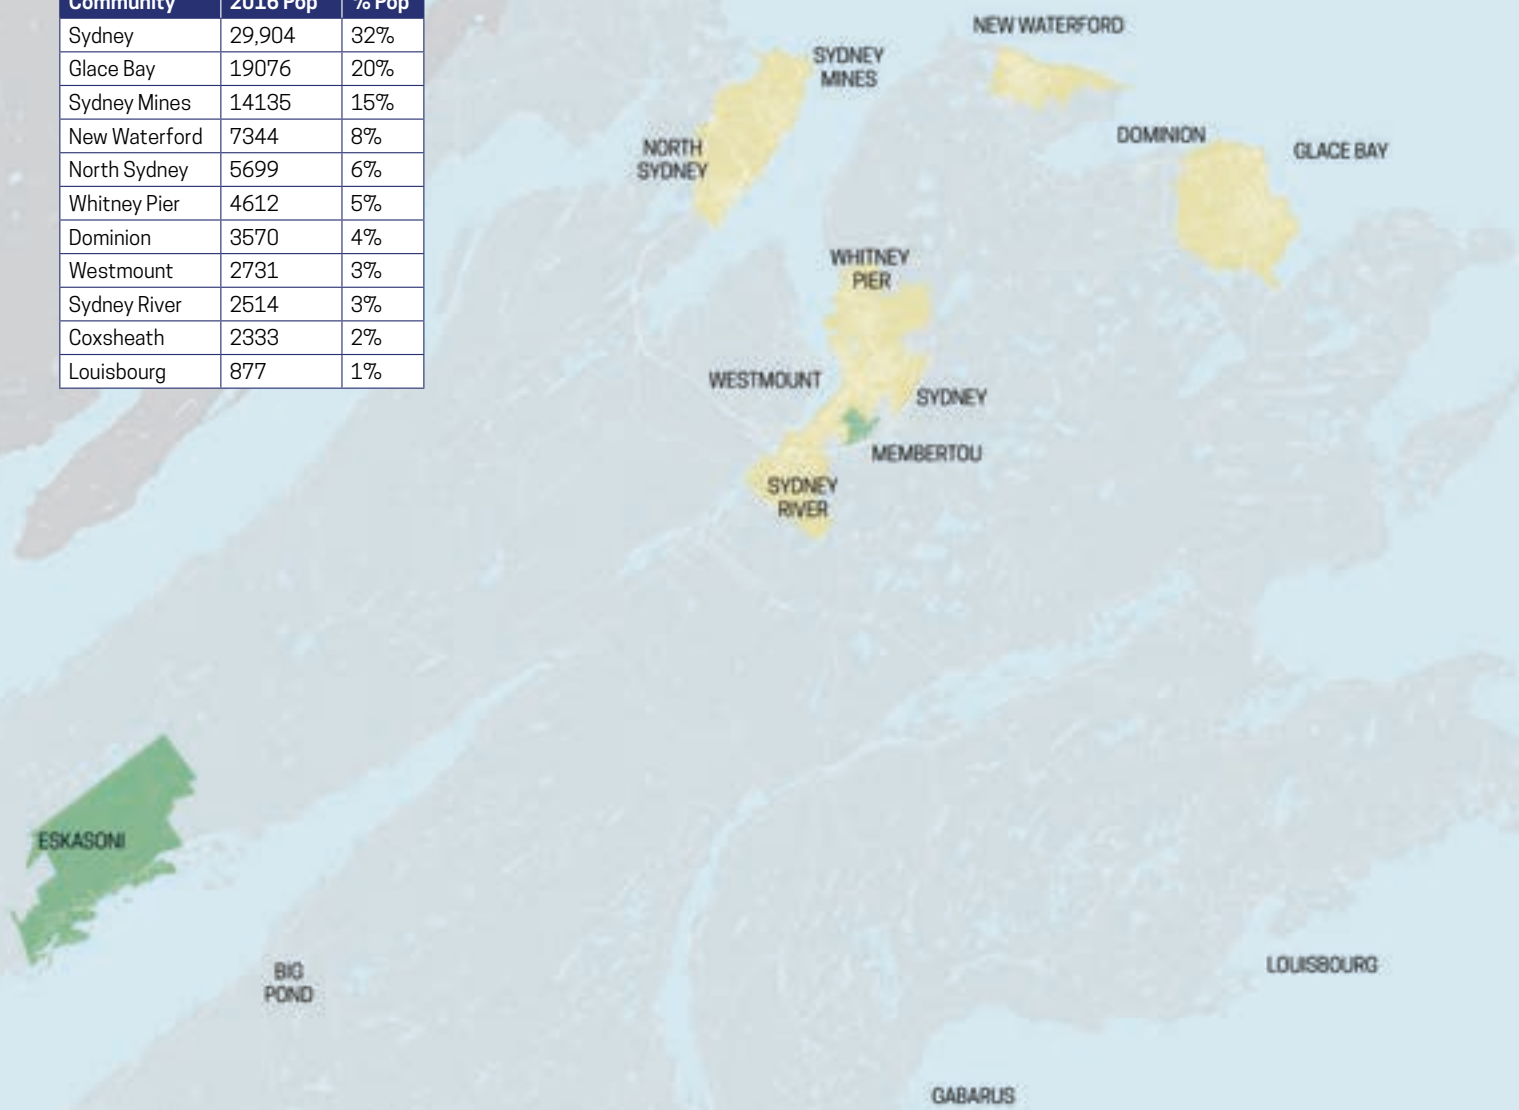 Community 2016 Pop % Pop
Sydney 29,904 32%
Glace Bay 19076 20%
Sydney Mines 14135 15%
New Waterford 7344 8%
North Sydney 5699 6%
Whitney Pier 4612 5%
Dominion 3570 4%
Westmount 2731 3%
Sydney River 2514 3%
Coxsheath 2333 2%
Louisbourg 877 1%
NEW WATERFORD
SYDNEY
MINES
DOMINION
GLACE BAY
NORTH
SYDNEY
WHITNEY
PIER
WESTMOUNT
SYDNEY
MEMBERTOU
SYDNEY
RIVER
ESKASONI
BIG
POND
LOUISBOURG
GABARUS